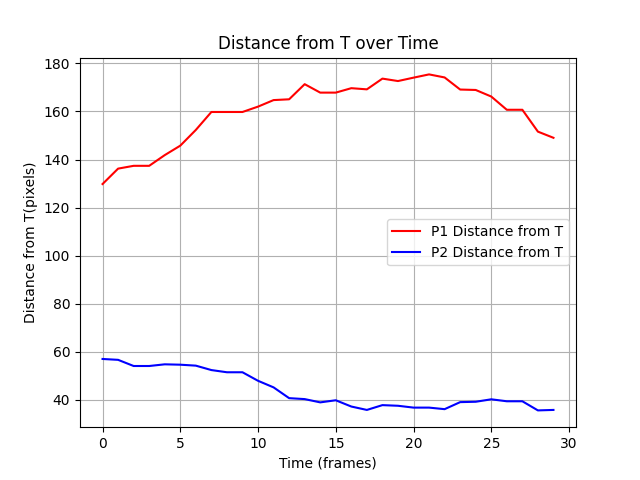 Distance from T over Time
180
160
140
120
100
80
60
40
Distance from T(pixels)
P1 Distance from T
P2 Distance from T
0 5 10 15 20 25 30
Time (frames)